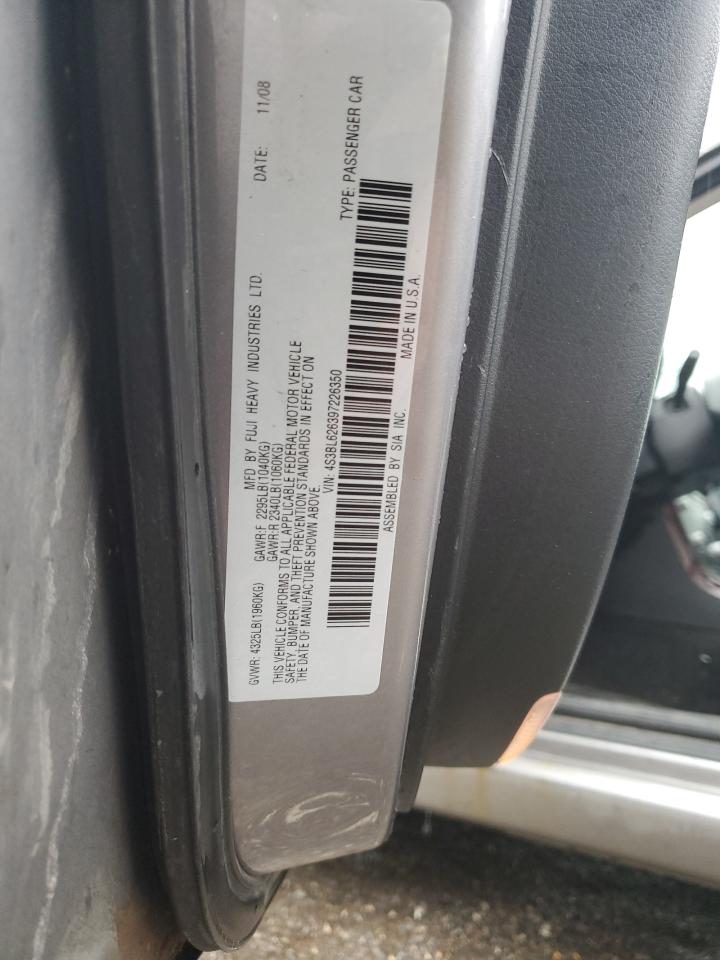 MFD BY FUJI HEAVY INDUSTRIES LTD. DATE: 11/08
GVWR: 4325LB(1960KG) GAWR:F 2295LB(1040KG)
GAWR:R 2340LB(1060KG)
THIS VEHICLE CONFORMS TO ALL APPLICABLE FEDERAL MOTOR VEHICLE
SAFETY, BUMPER, AND THEFT PREVENTION STANDARDS IN EFFECT ON
THE DATE OF MANUFACTURE SHOWN ABOVE.
VIN: 4S3BL626397226350 TYPE: PASSENGER CAR
ASSEMBLED BY SIA INC. MADE IN U.S.A.